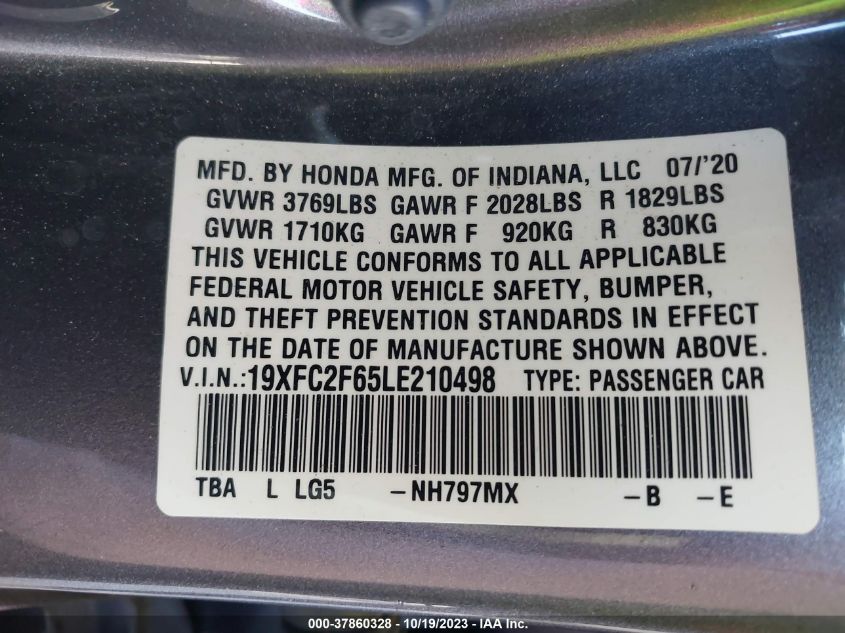 MFD. BY HONDA MFG. OF INDIANA, LLC 07/'20
GVWR 3769LBS GAWR F 2028LBS R 1829LBS
GVWR 1710KG GAWR F 920KG R 830KG
THIS VEHICLE CONFORMS TO ALL APPLICABLE
FEDERAL MOTOR VEHICLE SAFETY, BUMPER,
AND THEFT PREVENTION STANDARDS IN EFFECT
ON THE DATE OF MANUFACTURE SHOWN ABOVE.
V.I.N.:19XFC2F65LE210498 TYPE: PASSENGER CAR
TBA L LG5 -NH797MX -B -E
000-37860328 - 10/19/2023 - IAA Inc.